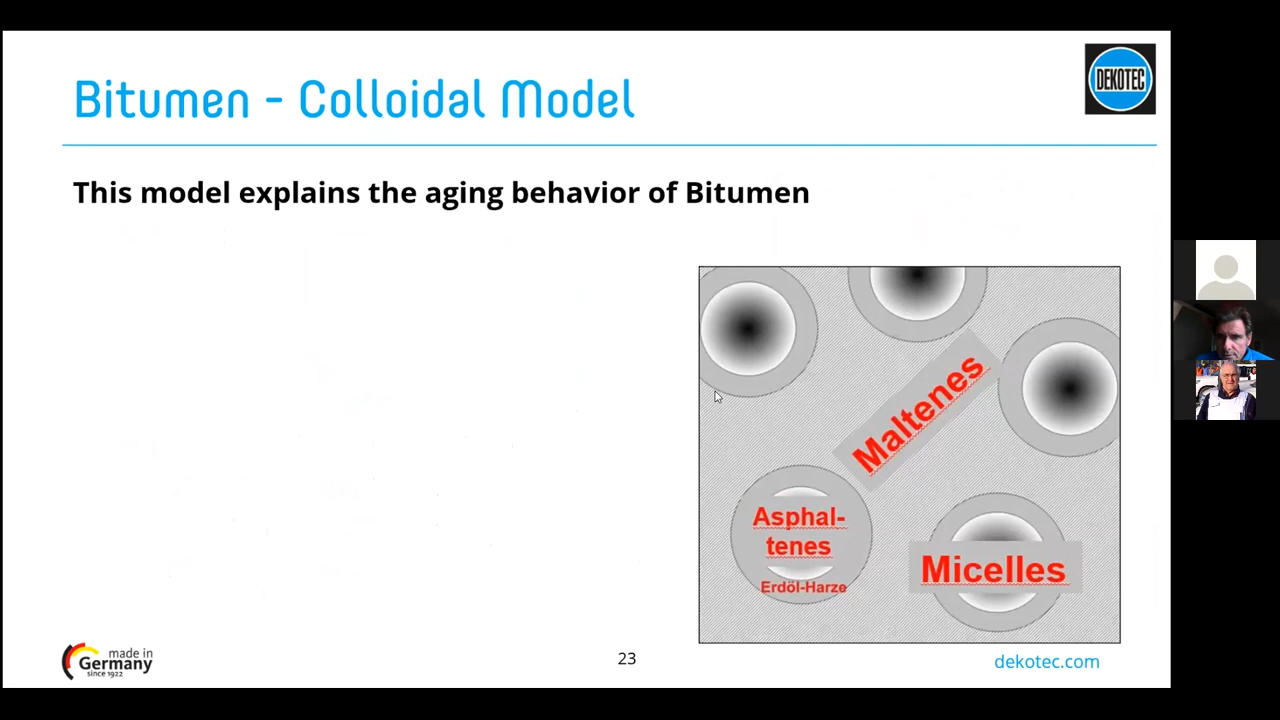 Bitumen - Colloidal Model
DEKOTEC
This model explains the aging behavior of Bitumen
Maltenes
Asphal-
tenes
Erdöl-Harze
Micelles
made in
Germany
since 1922
23
dekotec.com